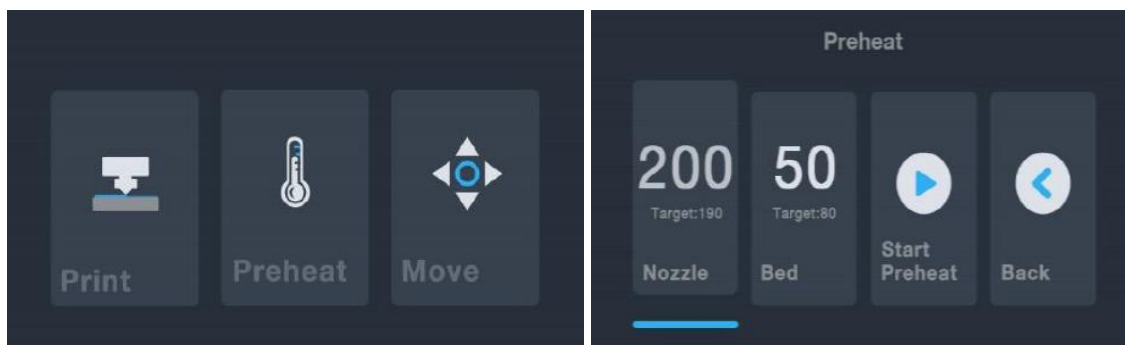 Print
Preheat
Move
Preheat
200
Target:190
Nozzle
50
Target:80
Bed
Start
Preheat
Back